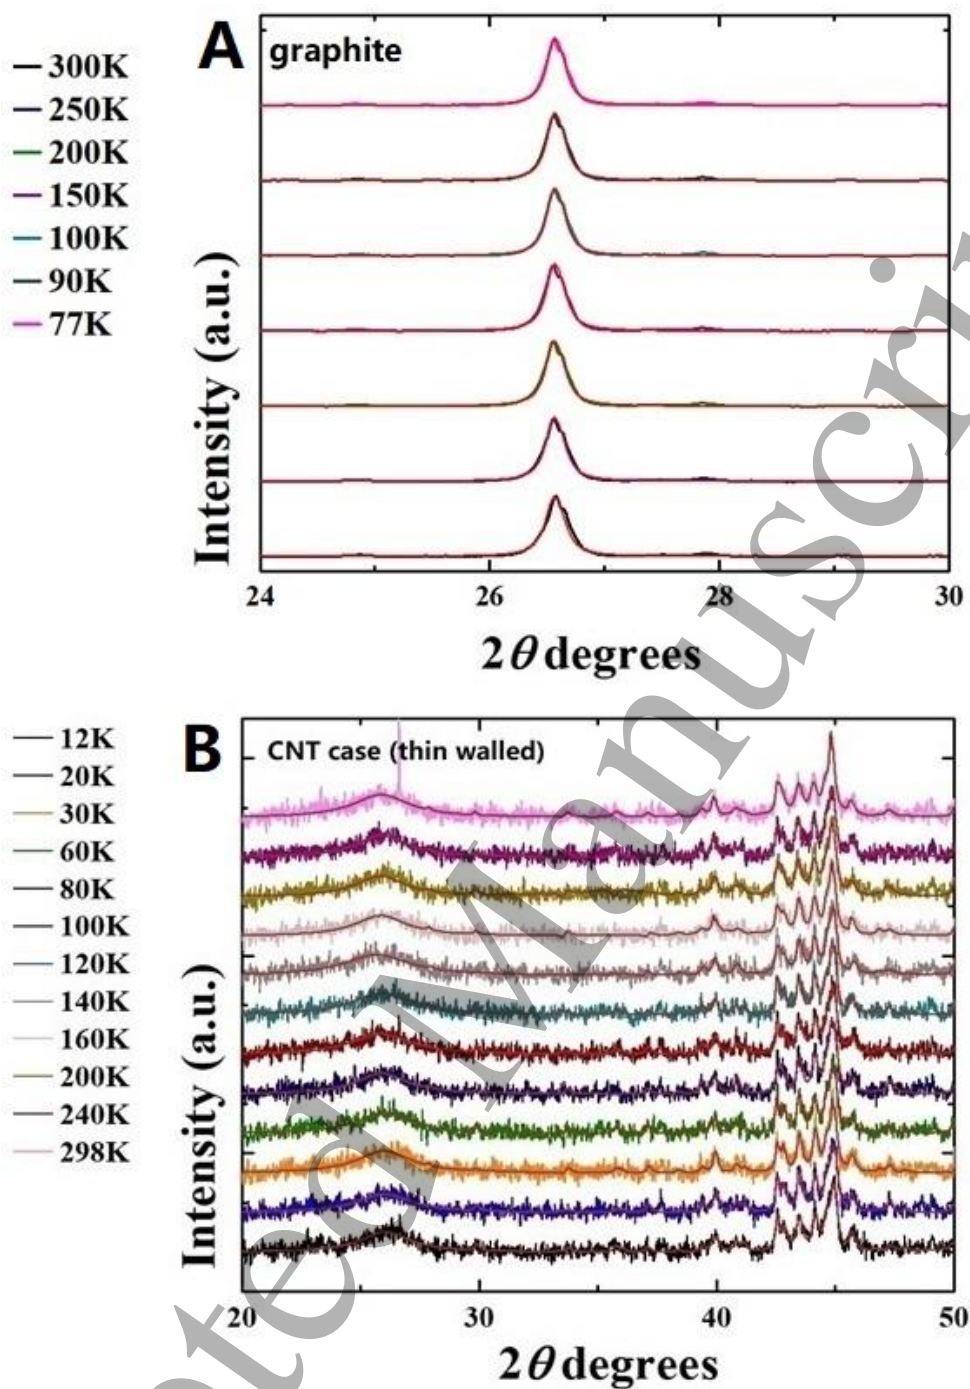 A graphite
300K
250K
200K
150K
100K
90K
77K
Intensity (a.u.)
24 26 28 30
2θ degrees
B CNT case (thin walled)
12K
20K
30K
60K
80K
100K
120K
140K
160K
200K
240K
298K
Intensity (a.u.)
20 30 40 50
2θ degrees
ted Manuscri